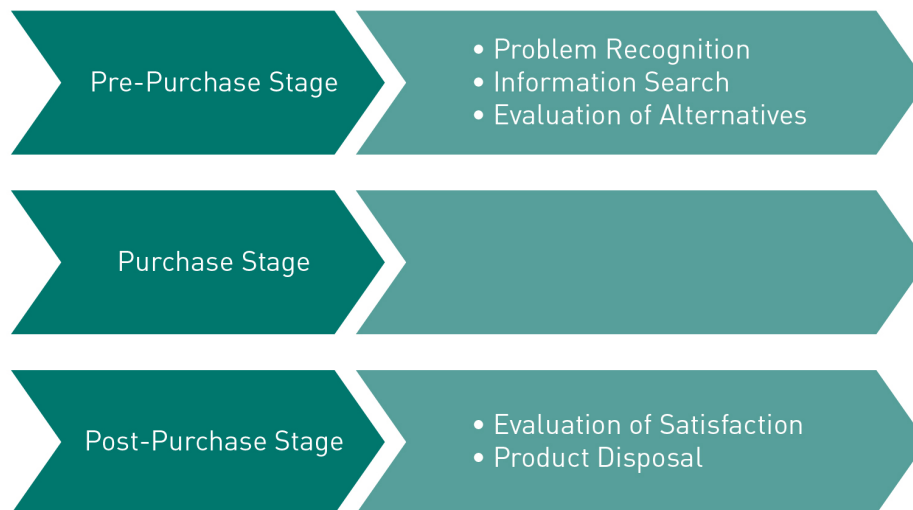 Pre-Purchase Stage
• Problem Recognition
• Information Search
• Evaluation of Alternatives
Purchase Stage
Post-Purchase Stage
• Evaluation of Satisfaction
• Product Disposal